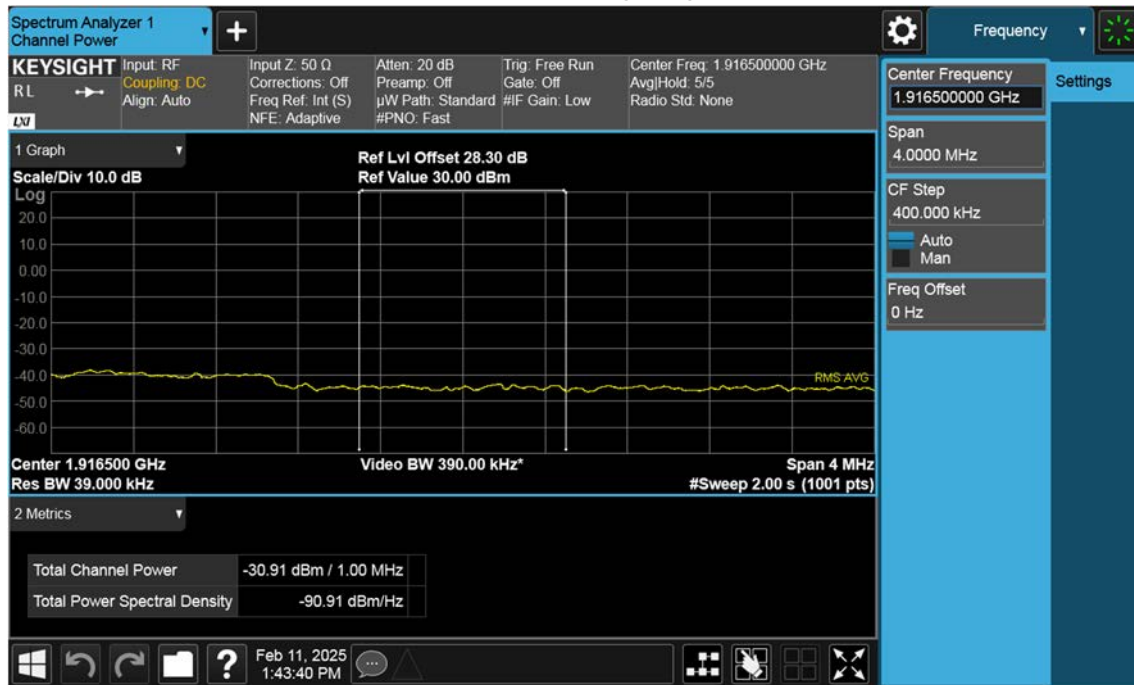 Spectrum Analyzer 1
Channel Power
Frequency
KEYSIGHT
RL
LXI
Input: RF
Coupling: DC
Align: Auto
Input Z: 50 Ω
Corrections: Off
Freq Ref: Int (S)
NFE: Adaptive
Atten: 20 dB
Preamp: Off
µW Path: Standard
#PNO: Fast
Trig: Free Run
Gate: Off
#IF Gain: Low
Center Freq: 1.916500000 GHz
Avg|Hold: 5/5
Radio Std: None
Center Frequency
1.916500000 GHz
Settings
Span
4.0000 MHz
CF Step
400.000 kHz
Auto
Man
Freq Offset
0 Hz
1 Graph
Scale/Div 10.0 dB
Ref Lvl Offset 28.30 dB
Ref Value 30.00 dBm
Log
20.0
10.0
0.00
-10.0
-20.0
-30.0
-40.0
RMS AVG
-50.0
-60.0
Center 1.916500 GHz
Video BW 390.00 kHz*
Span 4 MHz
Res BW 39.000 kHz
#Sweep 2.00 s (1001 pts)
2 Metrics
Total Channel Power -30.91 dBm / 1.00 MHz
Total Power Spectral Density -90.91 dBm/Hz
?
Feb 11, 2025
1:43:40 PM